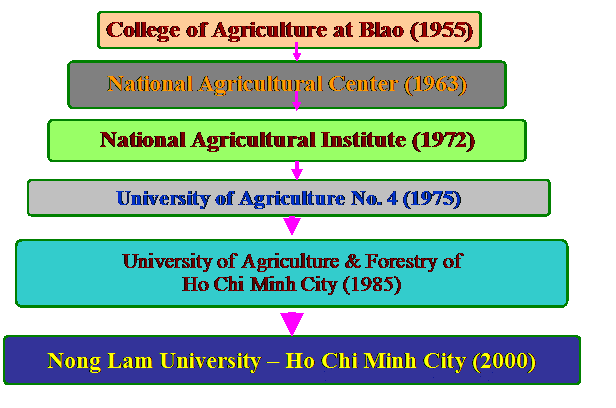 College of Agriculture at Blao (1955)
National Agricultural Center (1963)
National Agricultural Institute (1972)
University of Agriculture No. 4 (1975)
University of Agriculture & Forestry of
Ho Chi Minh City (1985)
Nong Lam University – Ho Chi Minh City (2000)